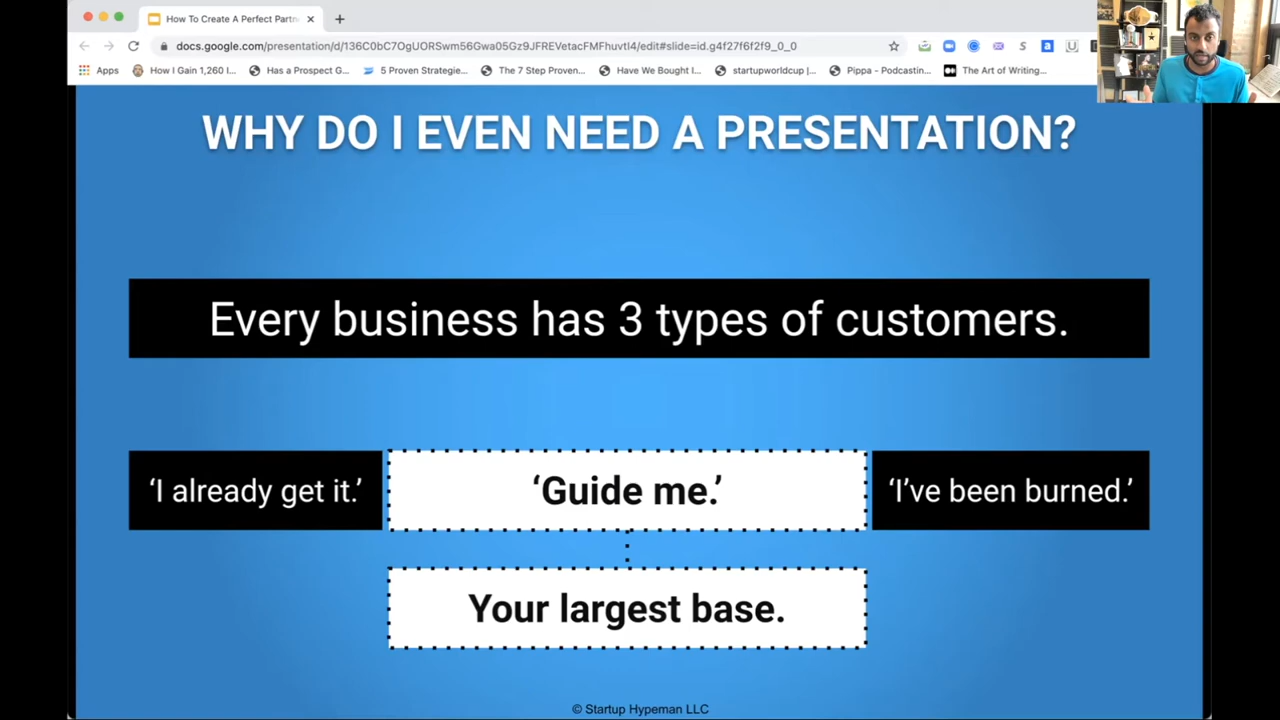 How To Create A Perfect Partn
docs.google.com/presentation/d/136C0bC7OgUORSwm56Gwa05Gz9JFREVetacFMFhuvtI4/edit#slide=id.g4f27f6f2f9_0_0
Apps
How I Gain 1,260 I...
Has a Prospect G...
5 Proven Strategie...
The 7 Step Proven...
Have We Bought I...
startupworldcup |...
Pippa - Podcastin...
The Art of Writing...
WHY DO I EVEN NEED A PRESENTATION?
Every business has 3 types of customers.
‘I already get it.’
‘Guide me.’
‘I’ve been burned.’
Your largest base.
© Startup Hypeman LLC